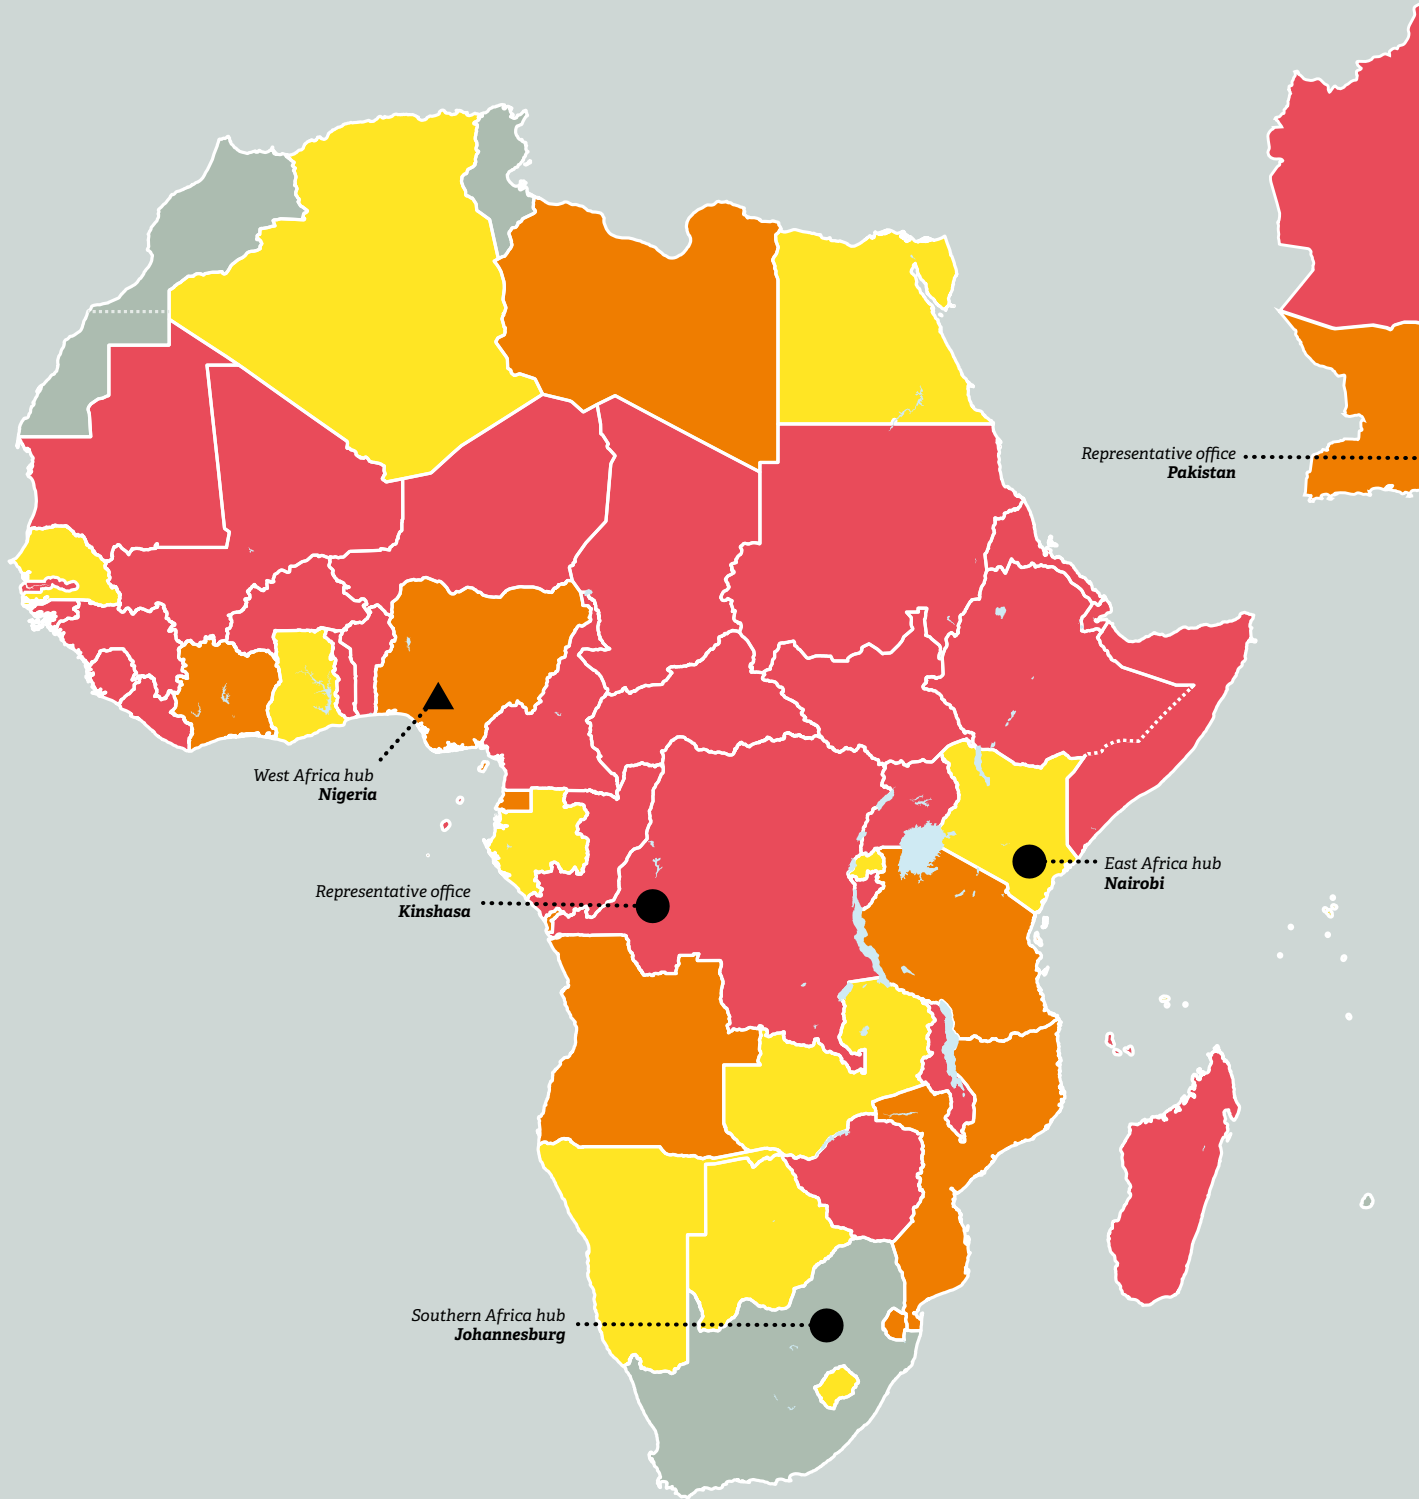 Representative office
Pakistan
West Africa hub
Nigeria
East Africa hub
Nairobi
Representative office
Kinshasa
Southern Africa hub
Johannesburg